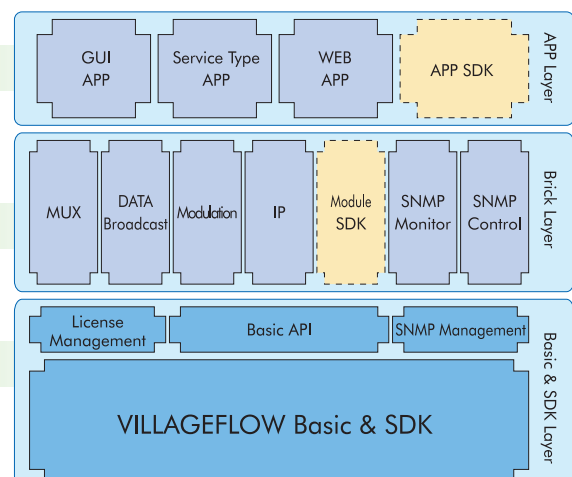 GUI
APP
Service Type
APP
WEB
APP
APP SDK
APP Layer
MUX
DATA
Broadcast
Modulation
IP
Module
SDK
SNMP
Monitor
SNMP
Control
Brick Layer
License
Management
Basic API
SNMP Management
VILLAGEFLOW Basic & SDK
Basic & SDK Layer